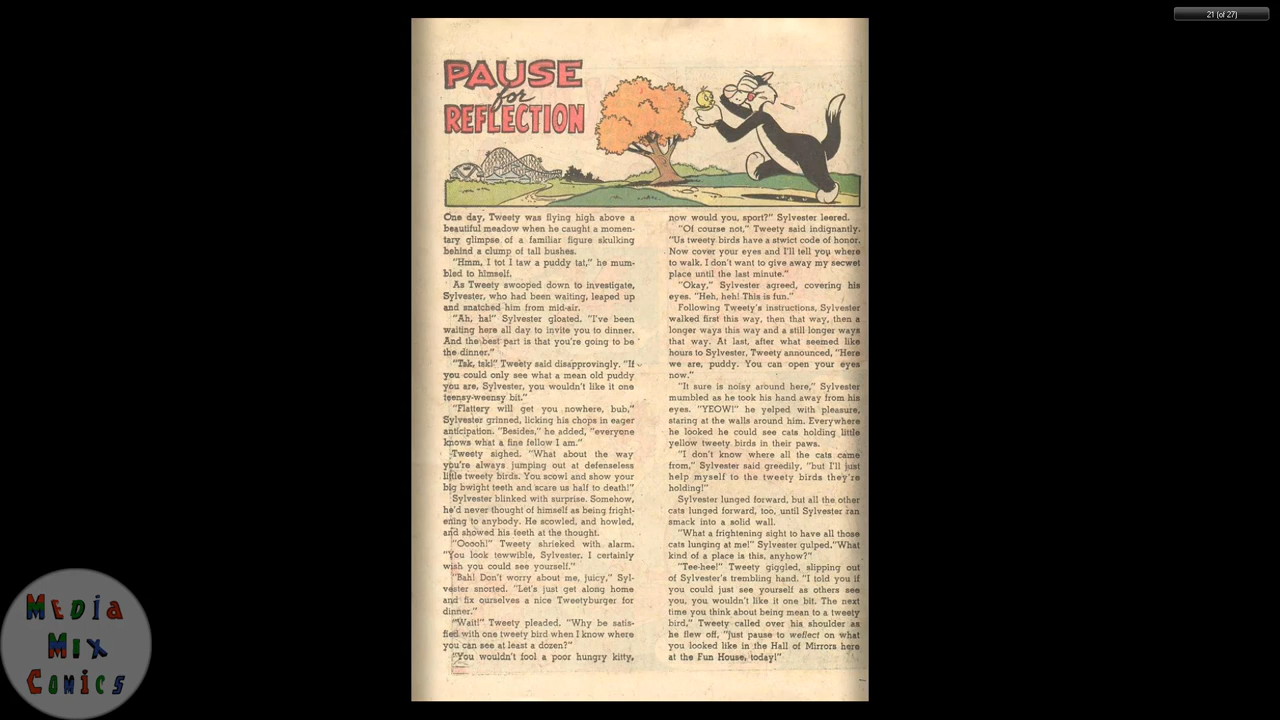 21 (of 27)
PAUSE
for
REFLECTION
One day, Tweety was flying high above a
beautiful meadow when he caught a momen-
tary glimpse of a familiar figure skulking
behind a clump of tall bushes.
"Hmm, I tot I taw a puddy tat," he mum-
bled to himself.
As Tweety swooped down to investigate,
Sylvester, who had been waiting, leaped up
and snatched him from mid-air.
"Ah, ha!" Sylvester gloated. "I've been
waiting here all day to invite you to dinner.
And the best part is that you're going to be
the dinner."
"Tsk, tsk!" Tweety said disapprovingly. "If
you could only see what a mean old puddy
you are, Sylvester, you wouldn't like it one
teensy-weensy bit."
"Flattery will get you nowhere, bub,"
Sylvester grinned, licking his chops in eager
anticipation. "Besides," he added, "everyone
knows what a fine fellow I am."
Tweety sighed. "What about the way
you're always jumping out at defenseless
little tweety birds. You scowl and show your
big bwight teeth and scare us half to death!"
Sylvester blinked with surprise. Somehow,
he'd never thought of himself as being fright-
ening to anybody. He scowled, and howled,
and showed his teeth at the thought.
"Ooooh!" Tweety shrieked with alarm.
"You look tewwible, Sylvester. I certainly
wish you could see yourself."
"Bah! Don't worry about me, juicy," Syl-
vester snorted. "Let's just get along home
and fix ourselves a nice Tweetyburger for
dinner."
"Wait!" Tweety pleaded. "Why be satis-
fied with one tweety bird when I know where
you can see at least a dozen?"
"You wouldn't fool a poor hungry kitty,
now would you, sport?" Sylvester leered.
"Of course not," Tweety said indignantly.
"Us tweety birds have a stwict code of honor.
Now cover your eyes and I'll tell you where
to walk. I don't want to give away my secwet
place until the last minute."
"Okay," Sylvester agreed, covering his
eyes. "Heh, heh! This is fun."
Following Tweety's instructions, Sylvester
walked first this way, then that way, then a
longer ways this way and a still longer ways
that way. At last, after what seemed like
hours to Sylvester, Tweety announced, "Here
we are, puddy. You can open your eyes
now."
"It sure is noisy around here," Sylvester
mumbled as he took his hand away from his
eyes. "YEOW!" he yelped with pleasure,
staring at the walls around him. Everywhere
he looked he could see cats holding little
yellow tweety birds in their paws.
"I don't know where all the cats came
from," Sylvester said greedily, "but I'll just
help myself to the tweety birds they're
holding!"
Sylvester lunged forward, but all the other
cats lunged forward, too, until Sylvester ran
smack into a solid wall.
"What a frightening sight to have all those
cats lunging at me!" Sylvester gulped."What
kind of a place is this, anyhow?"
"Tee-hee!" Tweety giggled, slipping out
of Sylvester's trembling hand. "I told you if
you could just see yourself as others see
you, you wouldn't like it one bit. The next
time you think about being mean to a tweety
bird," Tweety called over his shoulder as
he flew off, "just pause to weflect on what
you looked like in the Hall of Mirrors here
at the Fun House, today!"
MEDiA
MiX
COMiCS